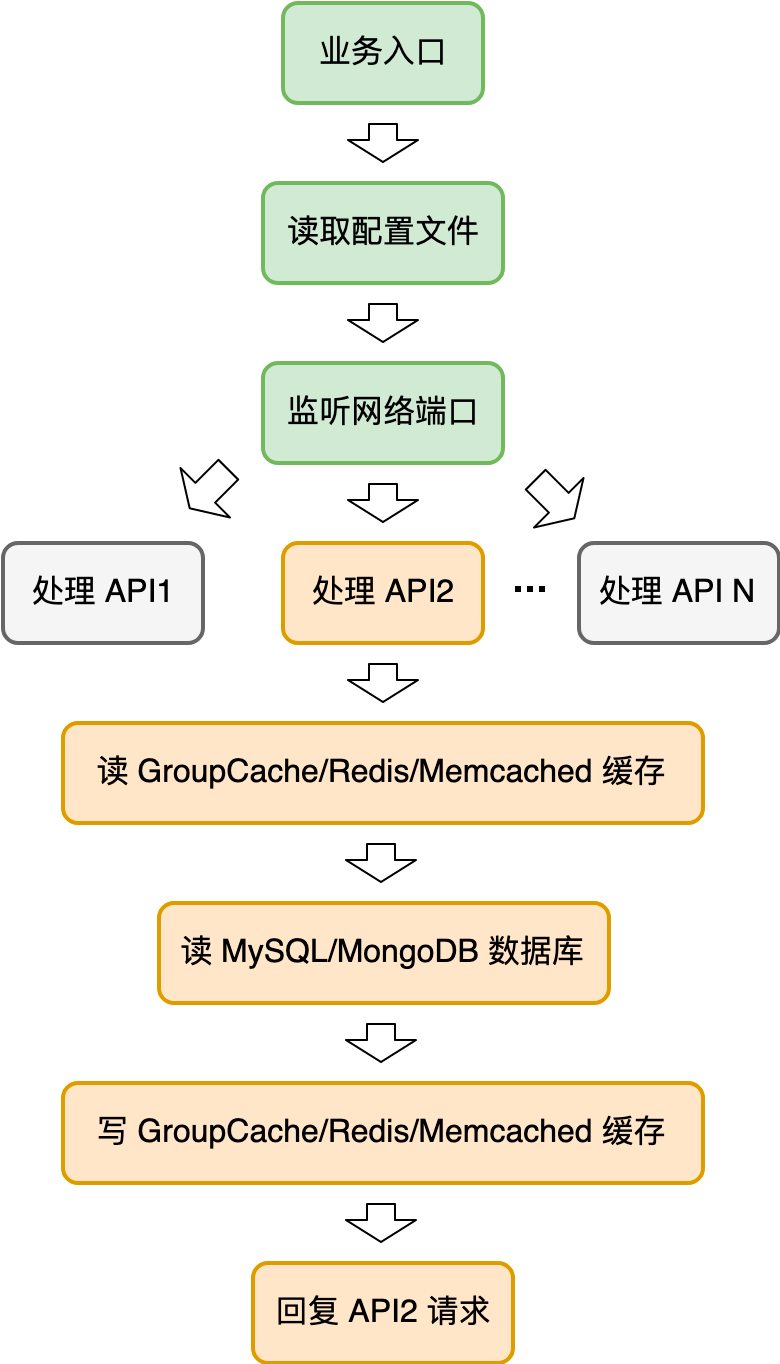 业务入口
读取配置文件
监听网络端口
处理 API1
处理 API2
...
处理 API N
读 GroupCache/Redis/Memcached 缓存
读 MySQL/MongoDB 数据库
写 GroupCache/Redis/Memcached 缓存
回复 API2 请求